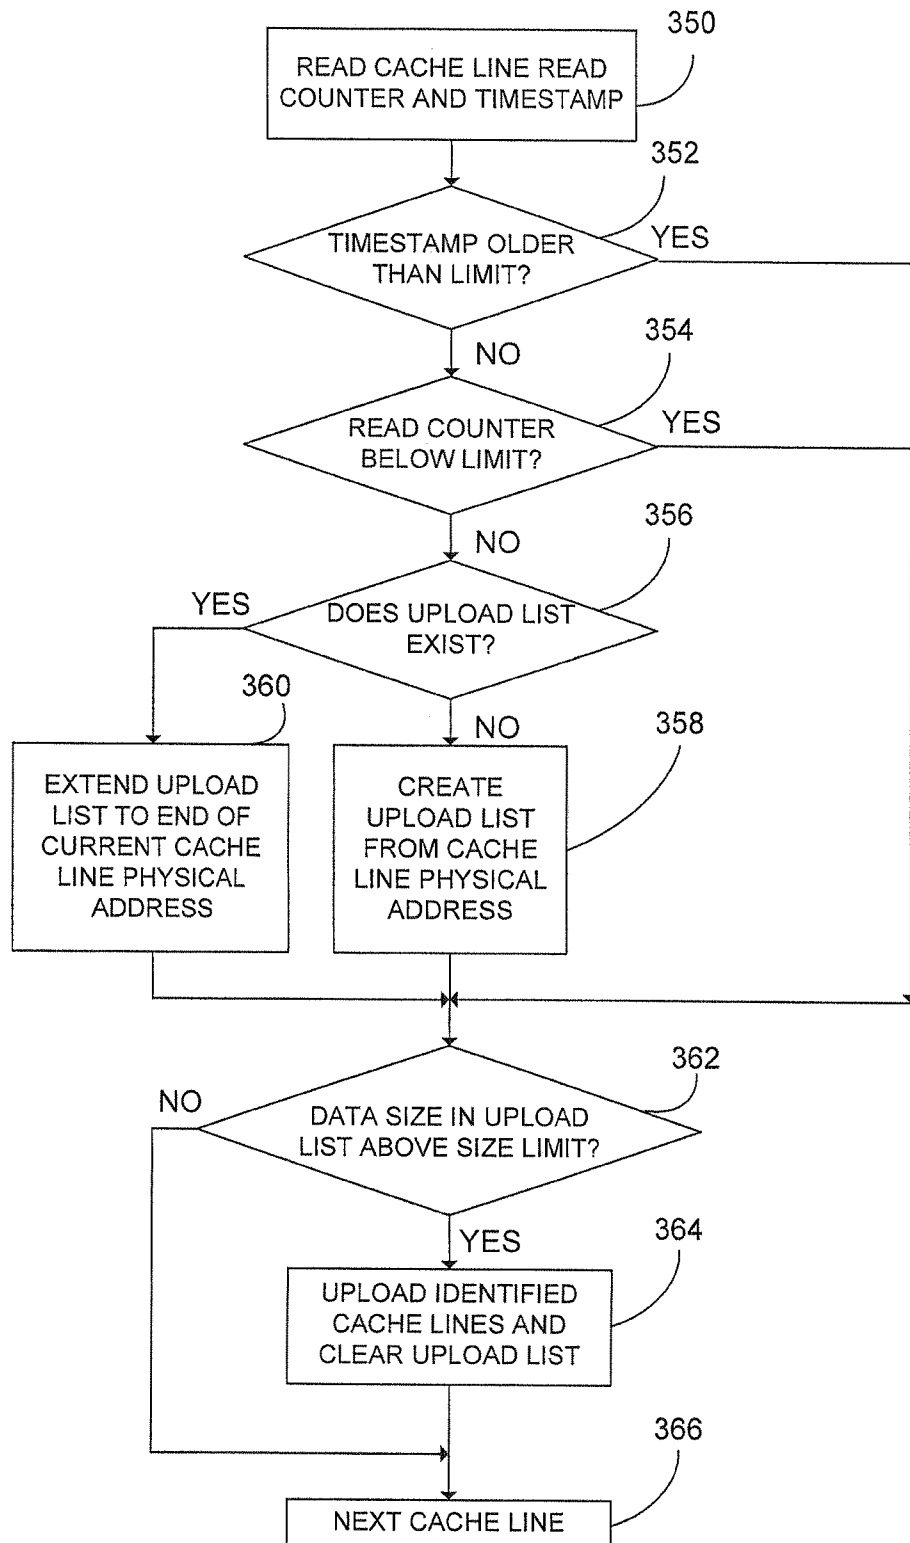 350
READ CACHE LINE READ
COUNTER AND TIMESTAMP
352
TIMESTAMP OLDER
THAN LIMIT?
YES
NO
354
READ COUNTER
BELOW LIMIT?
YES
NO
356
DOES UPLOAD LIST
EXIST?
YES
NO
360
EXTEND UPLOAD
LIST TO END OF
CURRENT CACHE
LINE PHYSICAL
ADDRESS
358
CREATE
UPLOAD LIST
FROM CACHE
LINE PHYSICAL
ADDRESS
362
NO
DATA SIZE IN UPLOAD
LIST ABOVE SIZE LIMIT?
YES
364
UPLOAD IDENTIFIED
CACHE LINES AND
CLEAR UPLOAD LIST
366
NEXT CACHE LINE